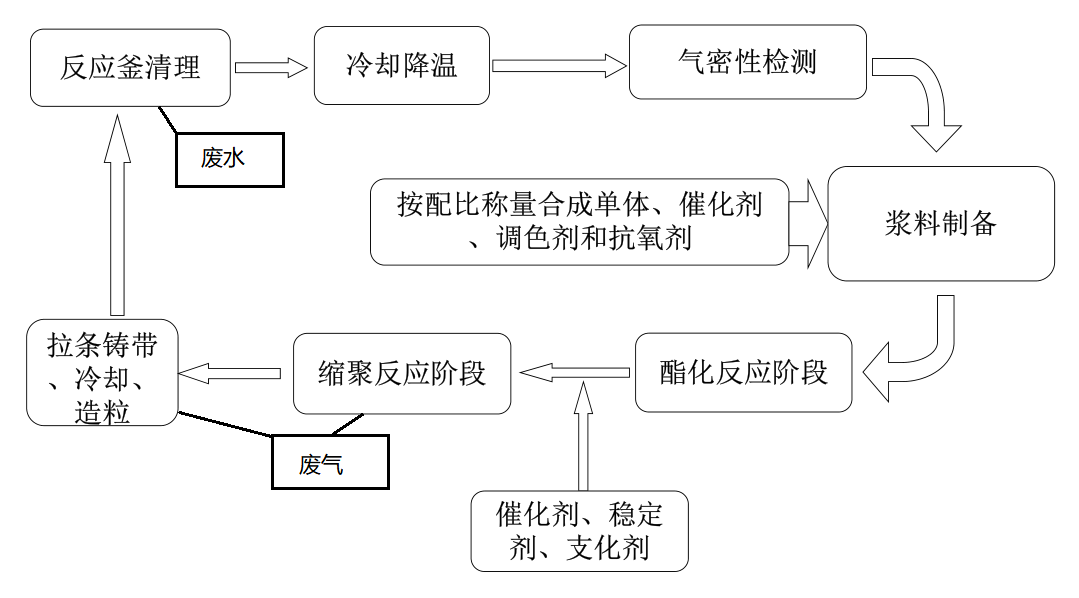 反应釜清理
冷却降温
气密性检测
废水
按配比称量合成单体、催化剂
、调色剂和抗氧剂
浆料制备
拉条铸带
、冷却、
造粒
缩聚反应阶段
酯化反应阶段
废气
催化剂、稳定
剂、支化剂